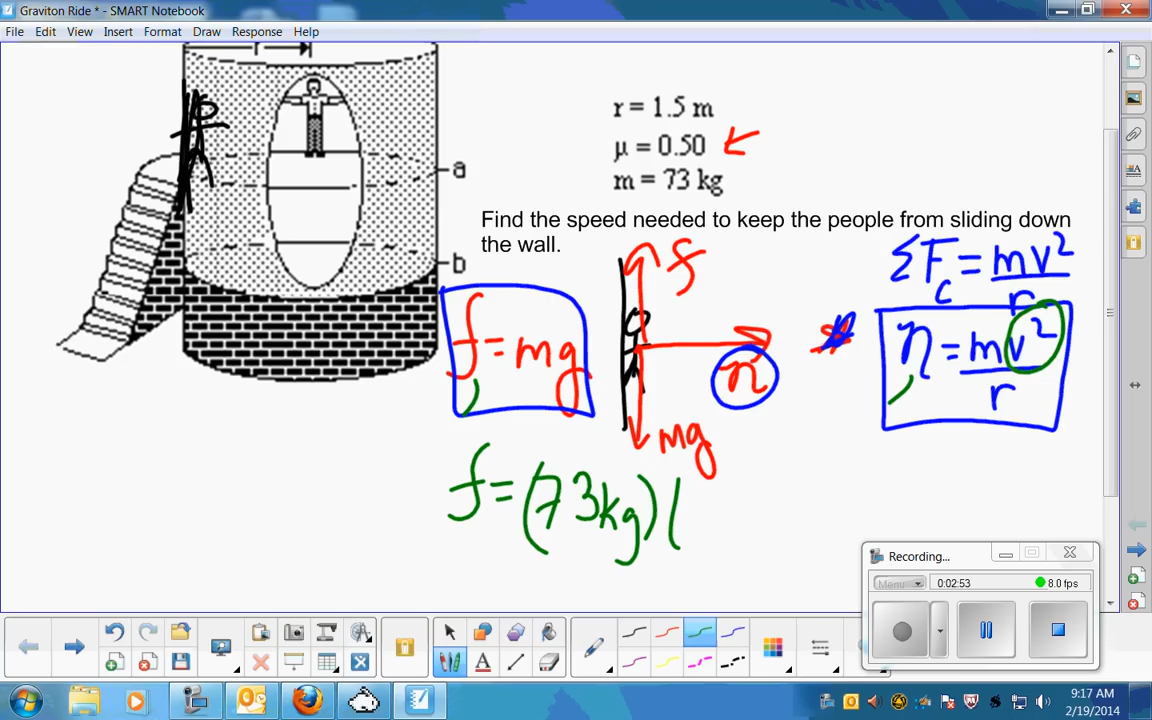 Graviton Ride * - SMART Notebook
File Edit View Insert Format Draw Response Help
r
r = 1.5 m
μ = 0.50
m = 73 kg
a
b
Find the speed needed to keep the people from sliding down
the wall.
f
ΣFc = mv²/r
f = mg
n
n = mv²/r
mg
f = (73kg)(
Recording...
Menu
0:02:53
8.0 fps
A
9:17 AM
2/19/2014